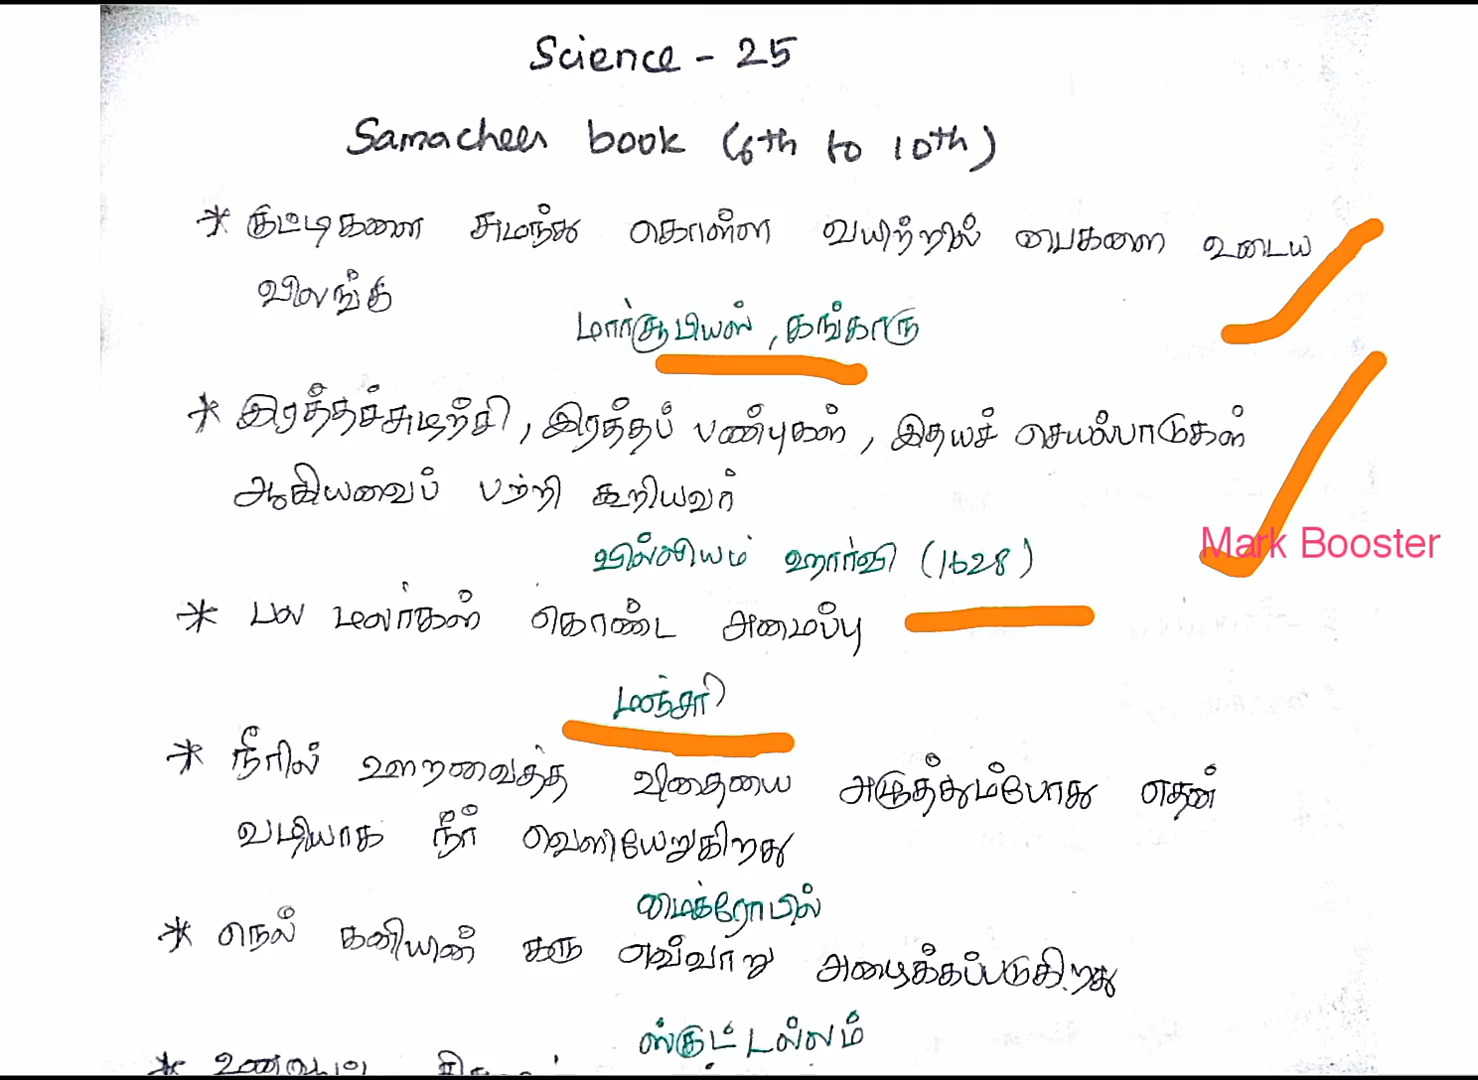 Science - 25
Samacheer book (6th to 10th)
* குட்டிகளை சுமந்து கொள்ள வயிற்றில் பைகளை உடைய
விலங்கு
மார்சூபியல், கங்காரு
* இரத்தச்சுழற்சி, இரத்தப் பண்புகள், இதயச் செயல்பாடுகள்
ஆகியவைப் பற்றி கூறியவர்
வில்லியம் ஹார்வி (1628)
Mark Booster
* பல மலர்கள் கொண்ட அமைப்பு
மஞ்சரி
* நீரில் ஊறவைத்த விதையை அழுத்தும்போது எதன்
வழியாக நீர் வெளியேறுகிறது
மைக்ரோபில்
* நெல் கனியின் கரு எவ்வாறு அழைக்கப்படுகிறது
ஸ்குட்டல்லம்